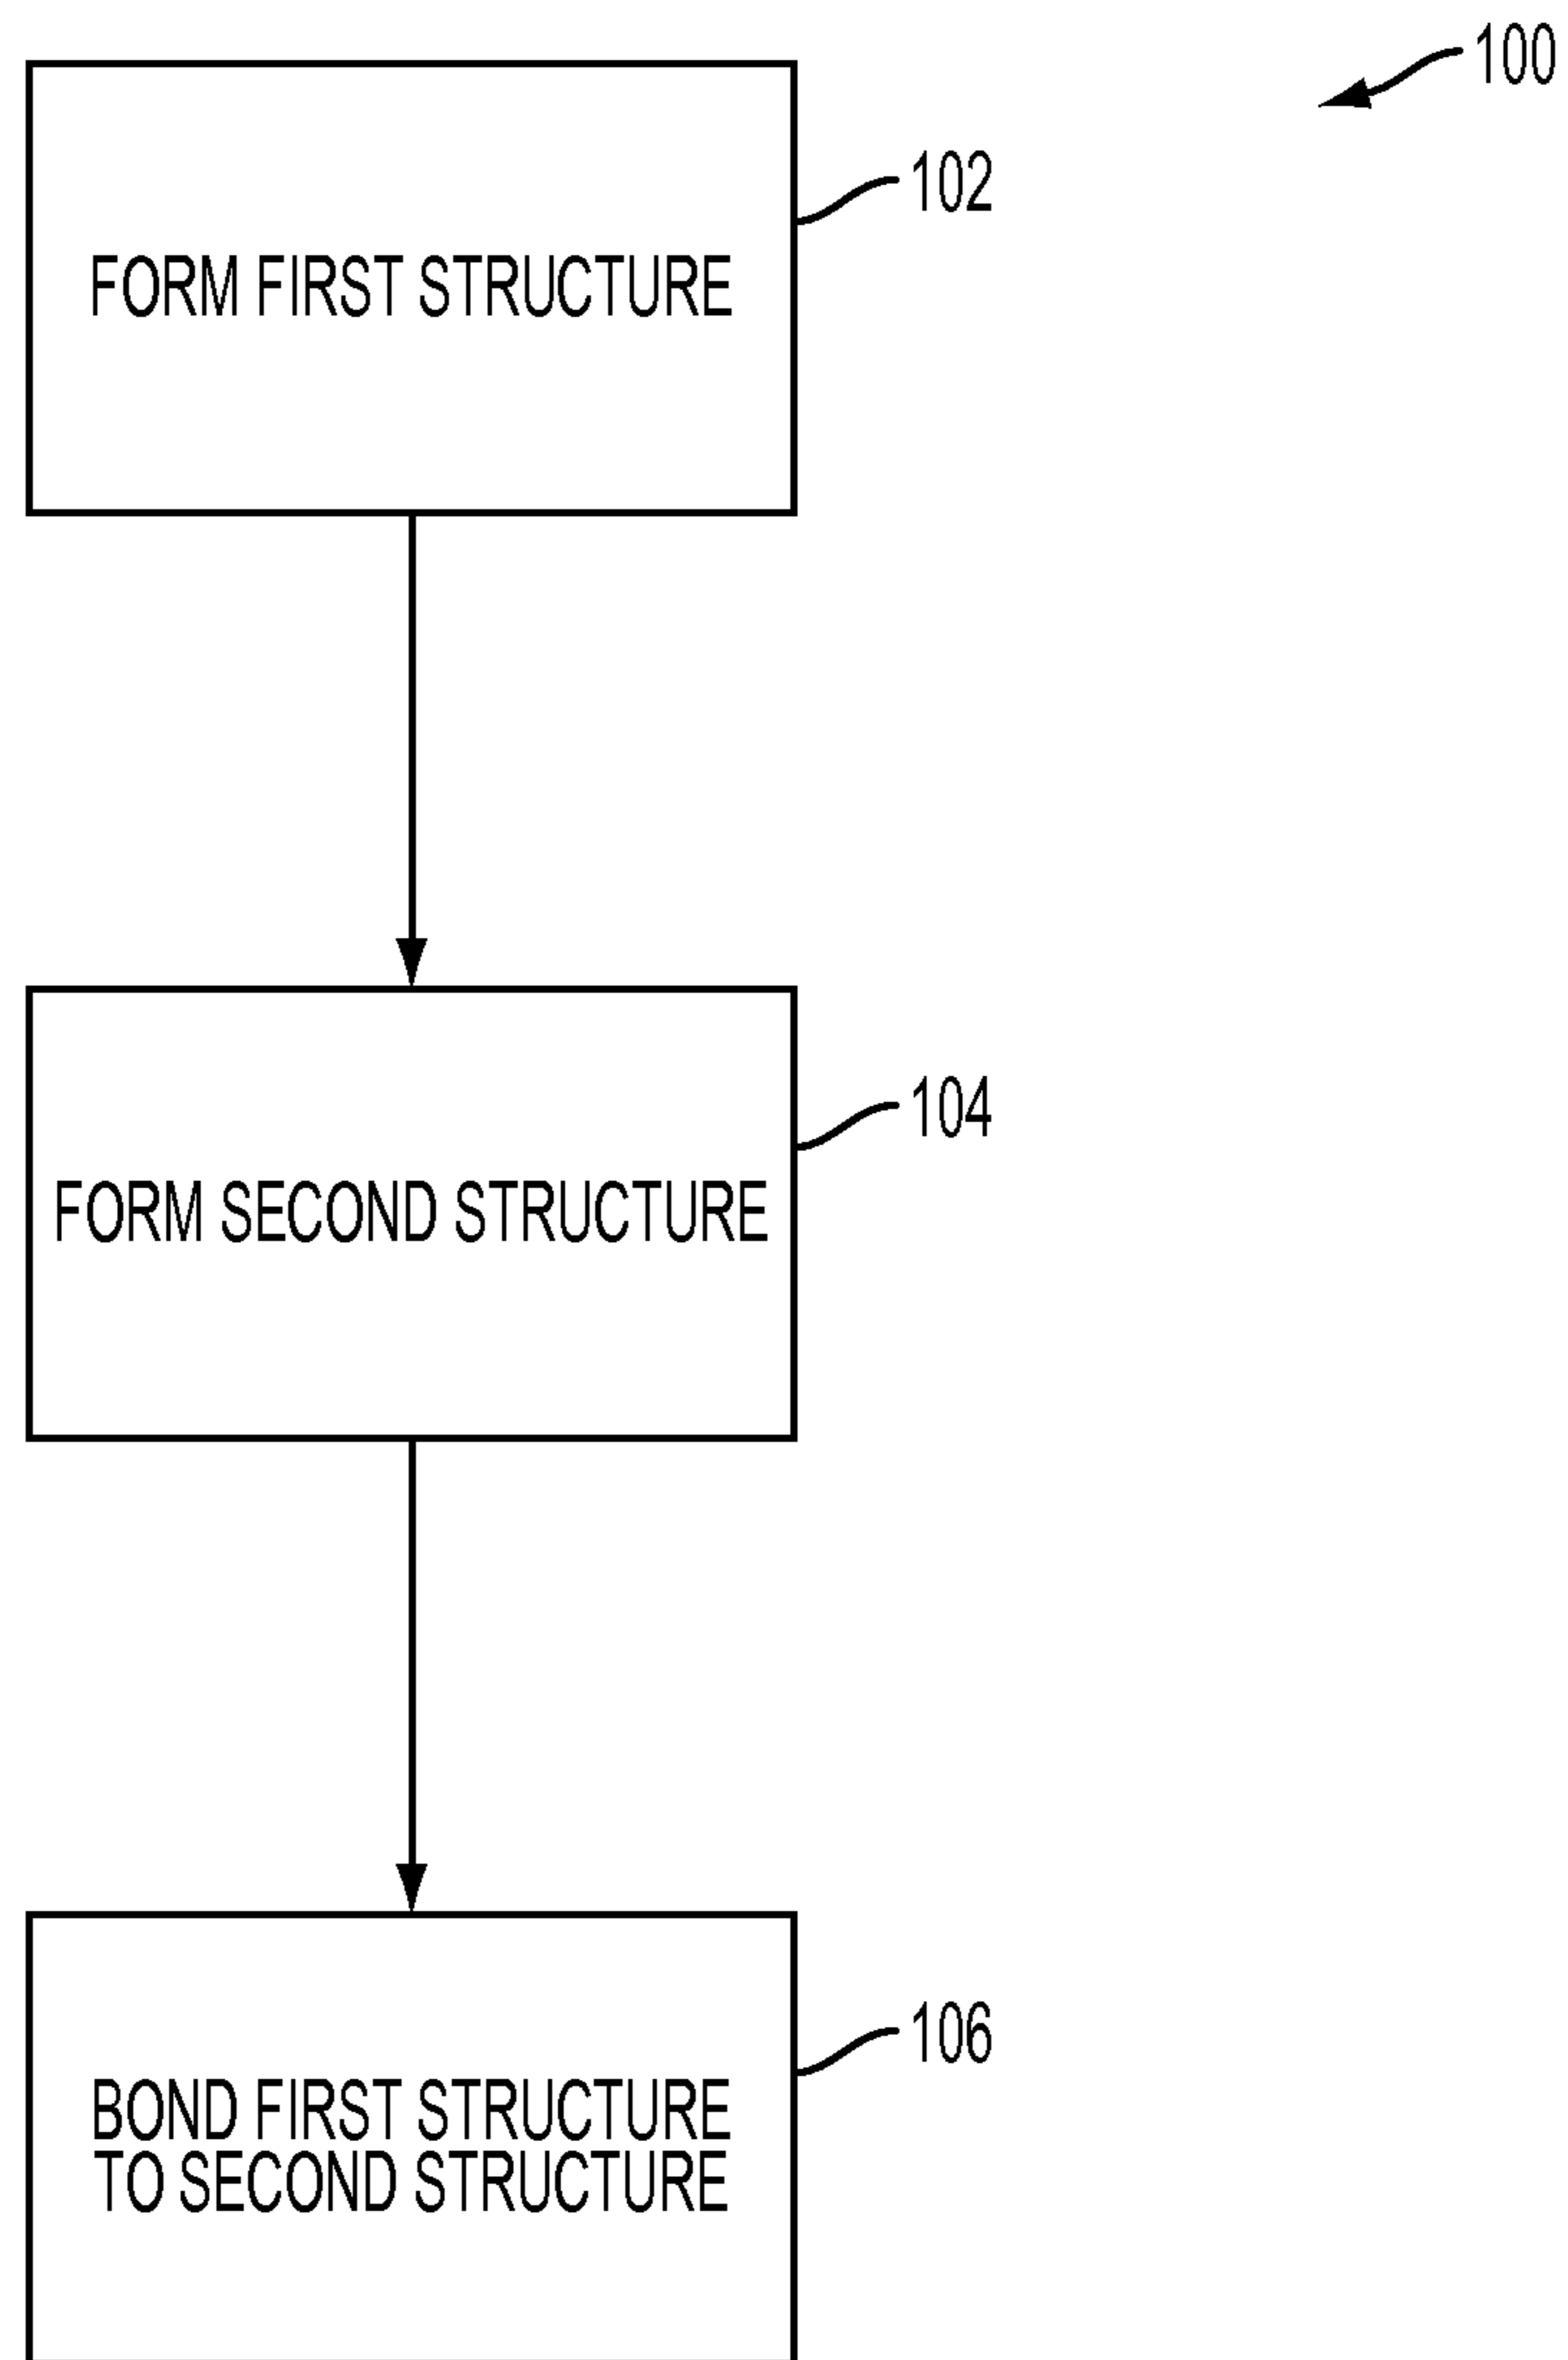 100
102
FORM FIRST STRUCTURE
104
FORM SECOND STRUCTURE
106
BOND FIRST STRUCTURE
TO SECOND STRUCTURE